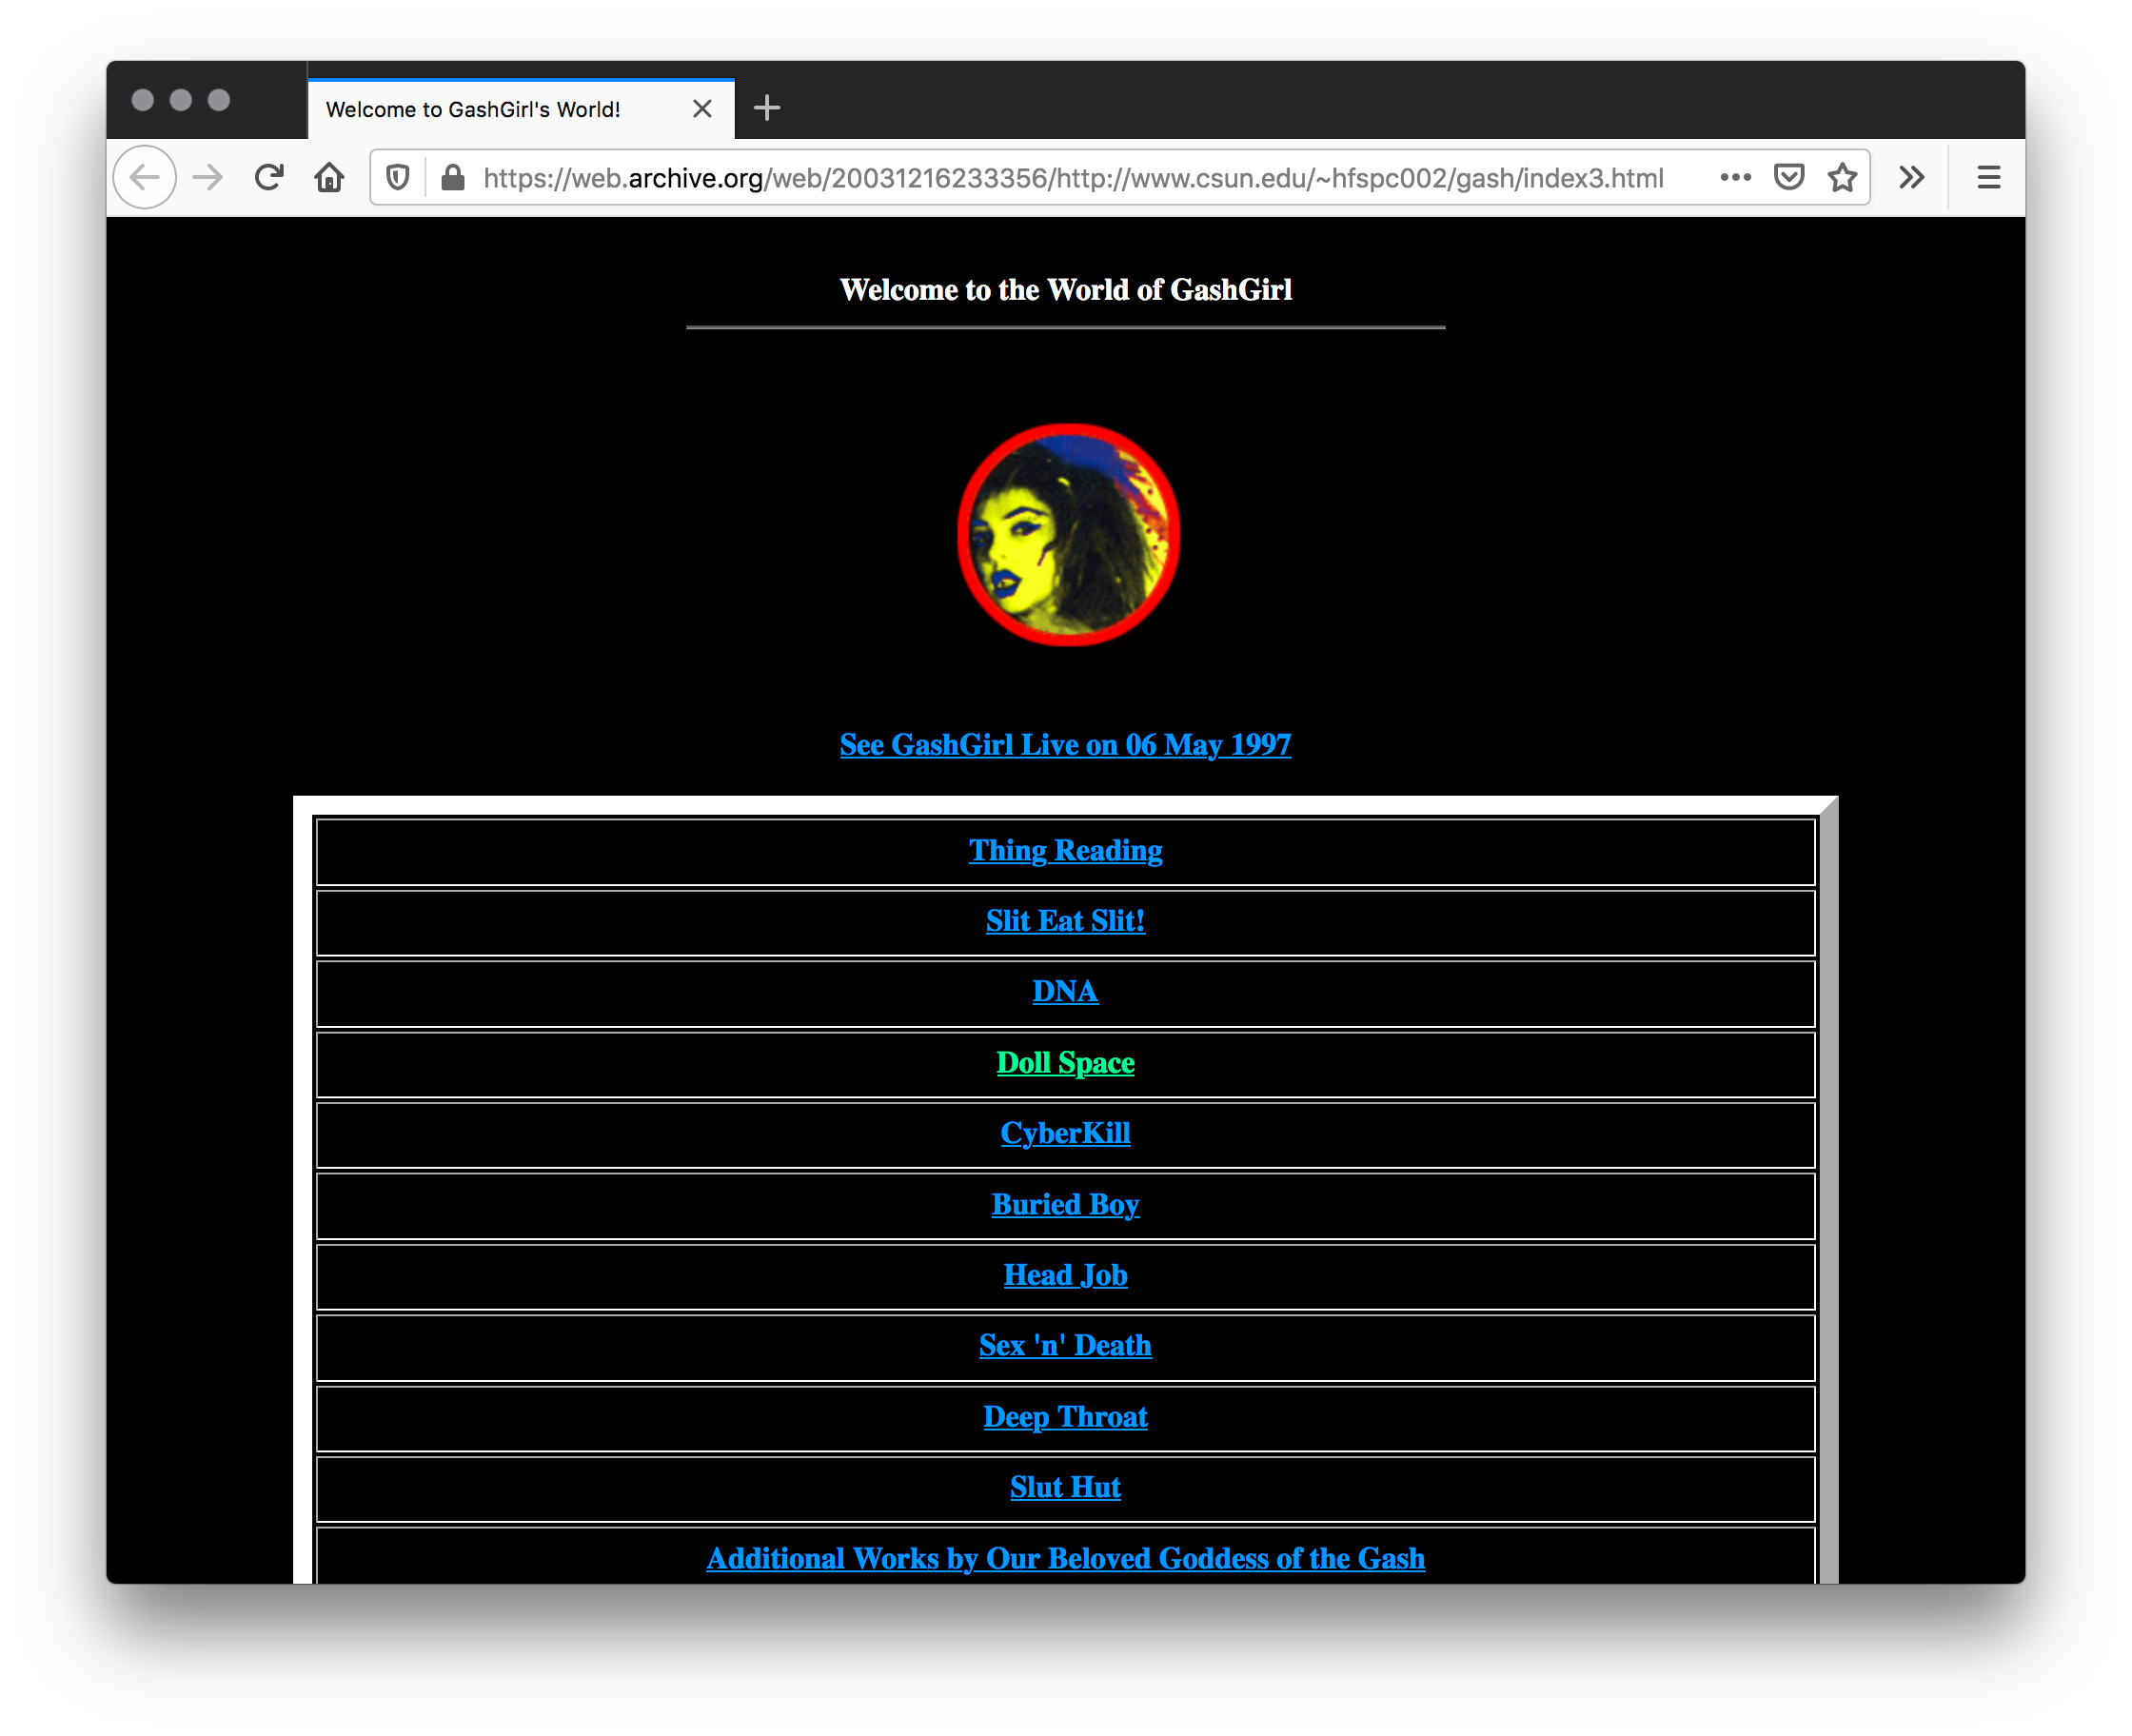 Welcome to GashGirl's World!
https://web.archive.org/web/20031216233356/http://www.csun.edu/~hfspc002/gash/index3.html
Welcome to the World of GashGirl
See GashGirl Live on 06 May 1997
Thing Reading
Slit Eat Slit!
DNA
Doll Space
CyberKill
Buried Boy
Head Job
Sex 'n' Death
Deep Throat
Slut Hut
Additional Works by Our Beloved Goddess of the Gash